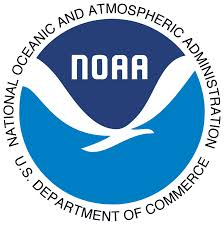 NATIONAL OCEANIC AND ATMOSPHERIC ADMINISTRATION
NOAA
U.S. DEPARTMENT OF COMMERCE